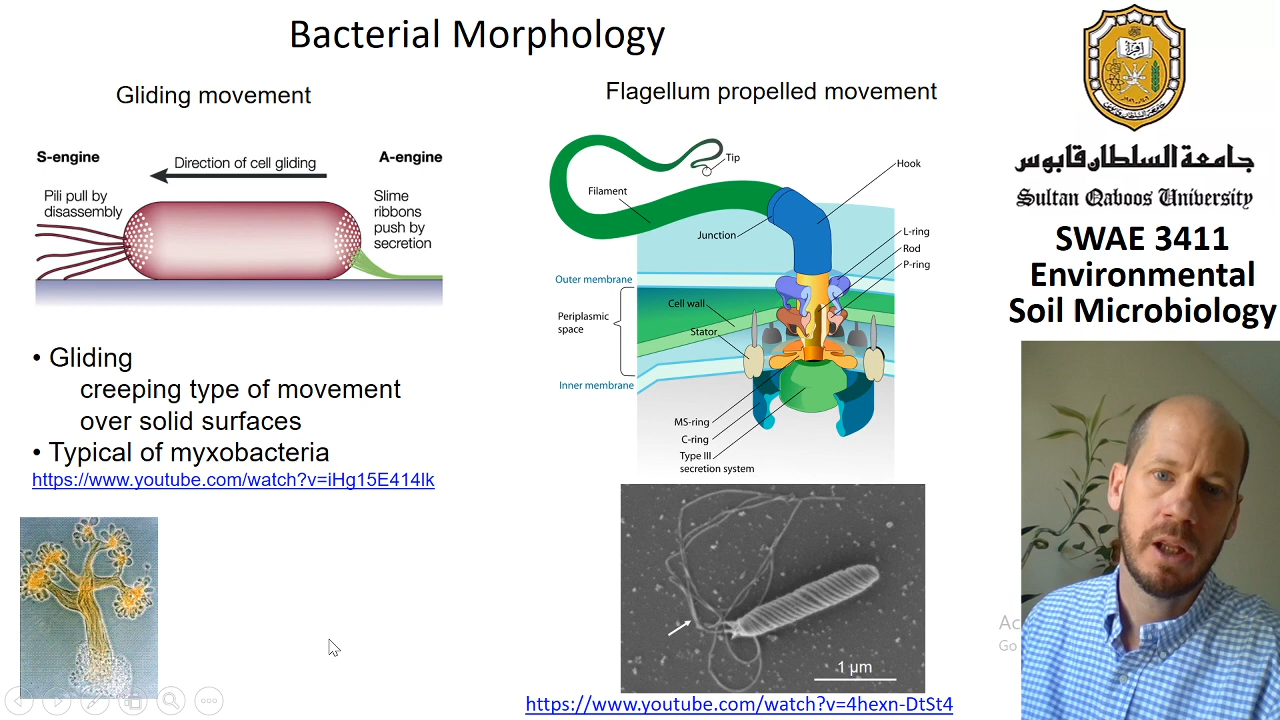 Bacterial Morphology
Gliding movement
S-engine
Direction of cell gliding
A-engine
Pili pull by
disassembly
Slime
ribbons
push by
secretion
• Gliding
creeping type of movement
over solid surfaces
• Typical of myxobacteria
https://www.youtube.com/watch?v=iHg15E414Ik
Flagellum propelled movement
Tip
Hook
Filament
Junction
L-ring
Rod
P-ring
Outer membrane
Cell wall
Periplasmic
space
Stator
Inner membrane
MS-ring
C-ring
Type III
secretion system
1 µm
https://www.youtube.com/watch?v=4hexn-DtSt4
جامعة السلطان قابوس
Sultan Qaboos University
SWAE 3411
Environmental
Soil Microbiology
Go